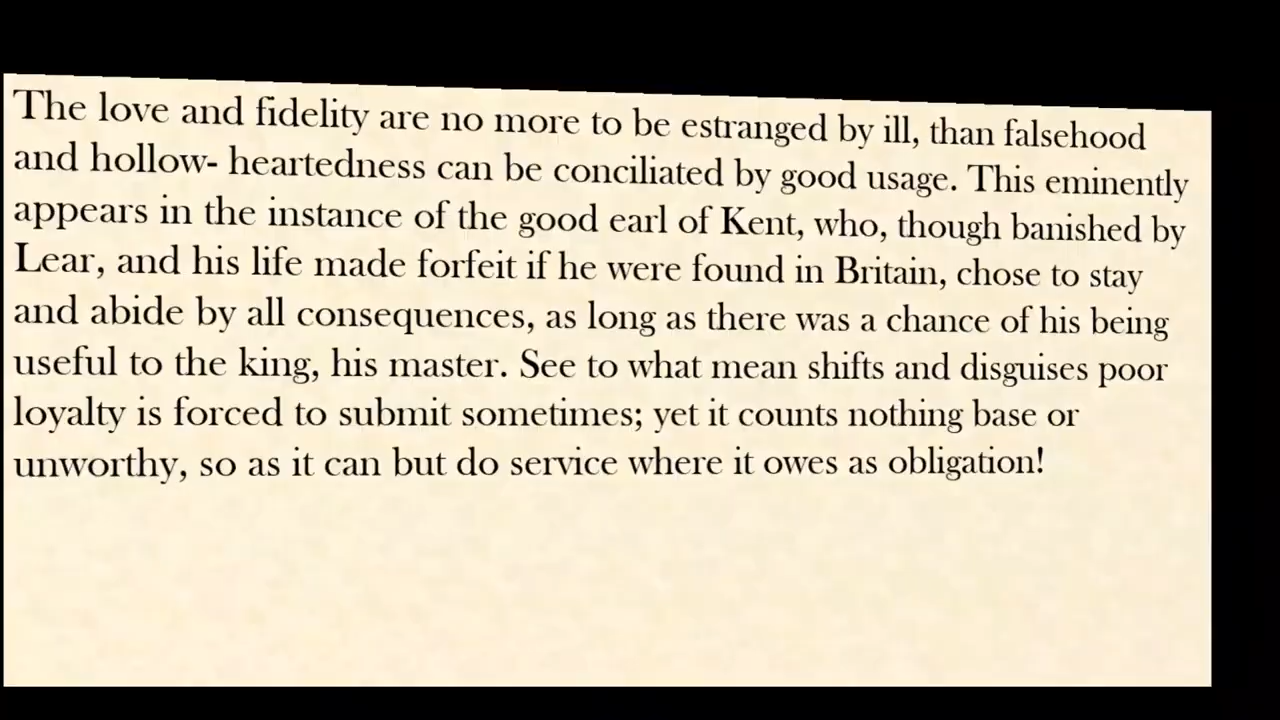 The love and fidelity are no more to be estranged by ill, than falsehood
and hollow- heartedness can be conciliated by good usage. This eminently
appears in the instance of the good earl of Kent, who, though banished by
Lear, and his life made forfeit if he were found in Britain, chose to stay
and abide by all consequences, as long as there was a chance of his being
useful to the king, his master. See to what mean shifts and disguises poor
loyalty is forced to submit sometimes; yet it counts nothing base or
unworthy, so as it can but do service where it owes as obligation!